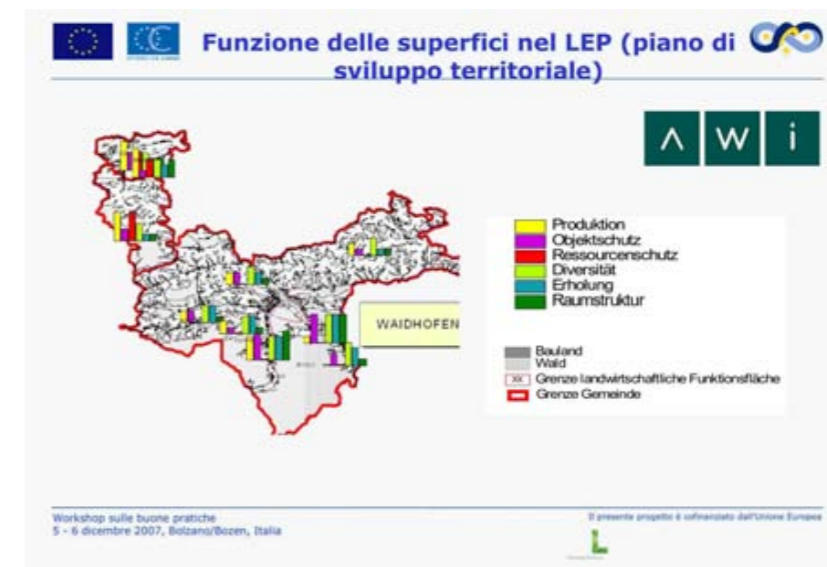 Funzione delle superfici nel LEP (piano di
sviluppo territoriale)
AWi
Produktion
Objektschutz
Ressourcenschutz
Diversität
Erholung
Raumstruktur
WAIDHOFEN
Bauland
Wald
XX Grenze landwirtschaftliche Funktionsfläche
Grenze Gemeinde
Workshop sulle buone pratiche
5 - 6 dicembre 2007, Bolzano/Bozen, Italia
Il presente progetto è cofinanziato dall'Unione Europea
L